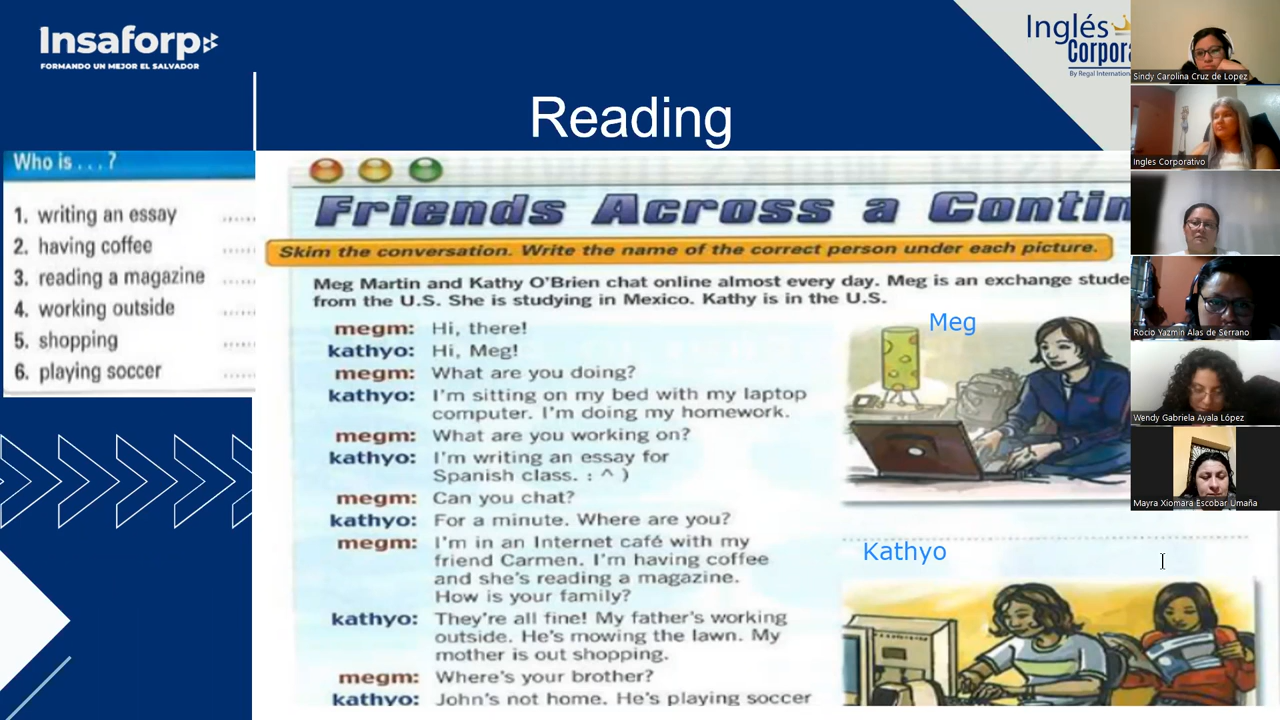 Insaforp
FORMANDO UN MEJOR EL SALVADOR
Inglés
Corpora
By Regal Internation
Reading
Who is . . . ?
1. writing an essay ......
2. having coffee ......
3. reading a magazine ......
4. working outside ......
5. shopping ......
6. playing soccer ......
Friends Across a Contin
Skim the conversation. Write the name of the correct person under each picture.
Meg Martin and Kathy O'Brien chat online almost every day. Meg is an exchange stude
from the U.S. She is studying in Mexico. Kathy is in the U.S.
megm: Hi, there!
kathyo: Hi, Meg!
megm: What are you doing?
kathyo: I'm sitting on my bed with my laptop
computer. I'm doing my homework.
megm: What are you working on?
kathyo: I'm writing an essay for
Spanish class. : ^ )
megm: Can you chat?
kathyo: For a minute. Where are you?
megm: I'm in an Internet café with my
friend Carmen. I'm having coffee
and she's reading a magazine.
How is your family?
kathyo: They're all fine! My father's working
outside. He's mowing the lawn. My
mother is out shopping.
megm: Where's your brother?
kathyo: John's not home. He's playing soccer
Meg
Kathyo
Sindy Carolina Cruz de Lopez
Ingles Corporativo
Rocio Yazmin Alas de Serrano
Wendy Gabriela Ayala López
Mayra Xiomara Escobar Umaña